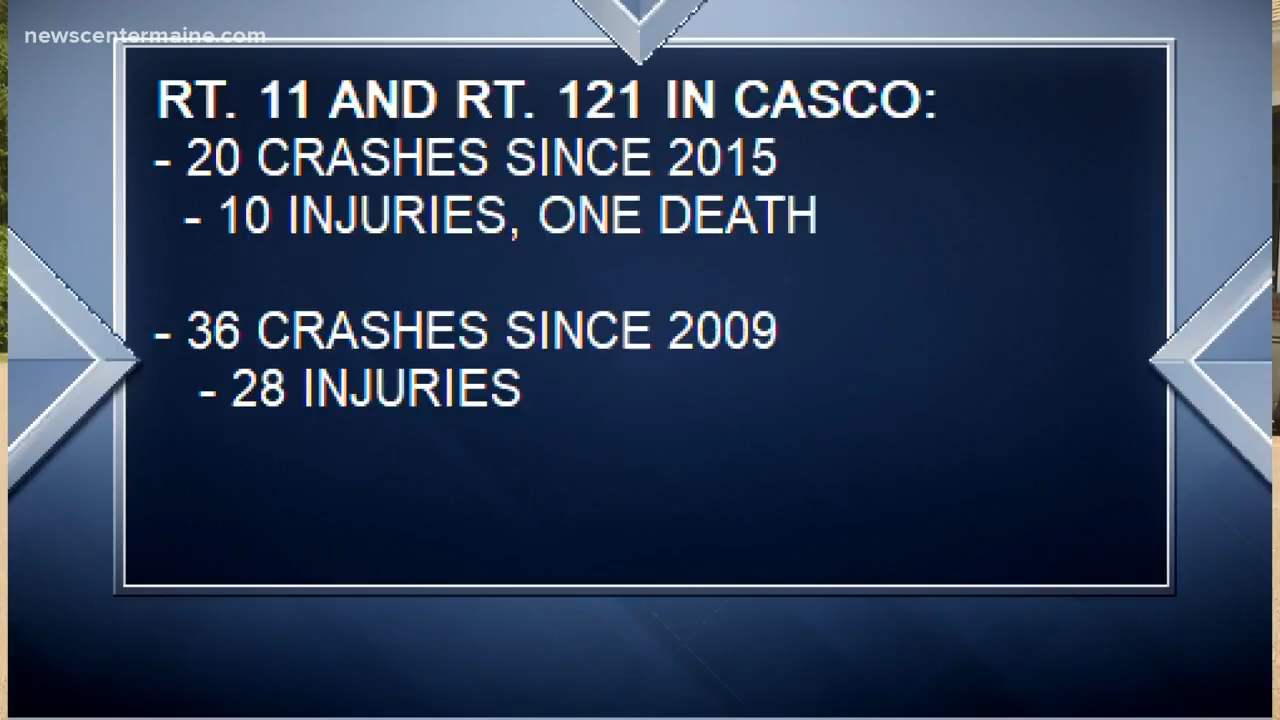 newscentermaine.com
RT. 11 AND RT. 121 IN CASCO:
- 20 CRASHES SINCE 2015
- 10 INJURIES, ONE DEATH
- 36 CRASHES SINCE 2009
- 28 INJURIES